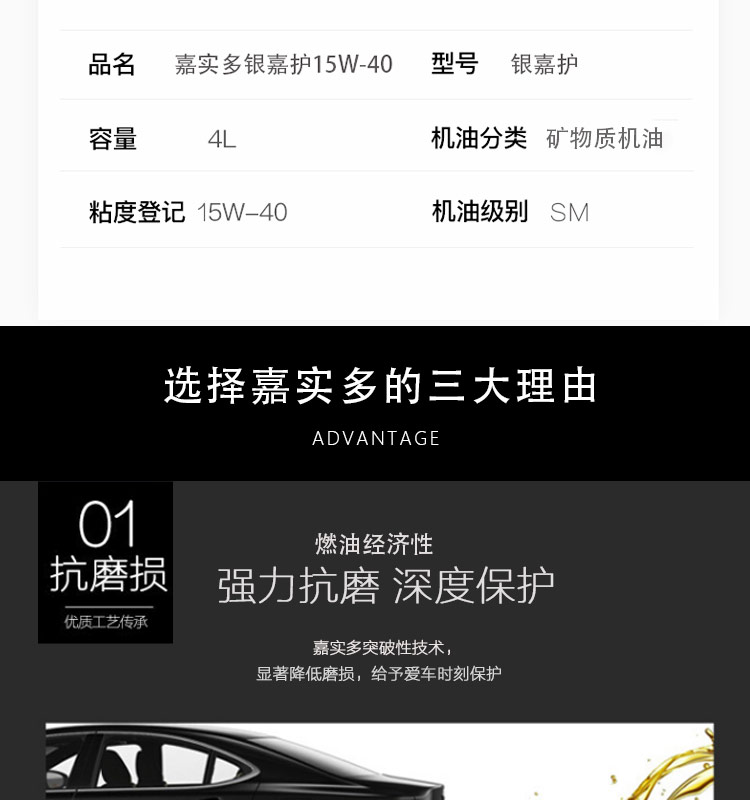 品名 嘉实多银嘉护15W-40 型号 银嘉护
容量 4L 机油分类 矿物质机油
粘度登记 15W-40 机油级别 SM
选择嘉实多的三大理由
ADVANTAGE
01
抗磨损
优质工艺传承
燃油经济性
强力抗磨 深度保护
嘉实多突破性技术，
显著降低磨损，给予爱车时刻保护